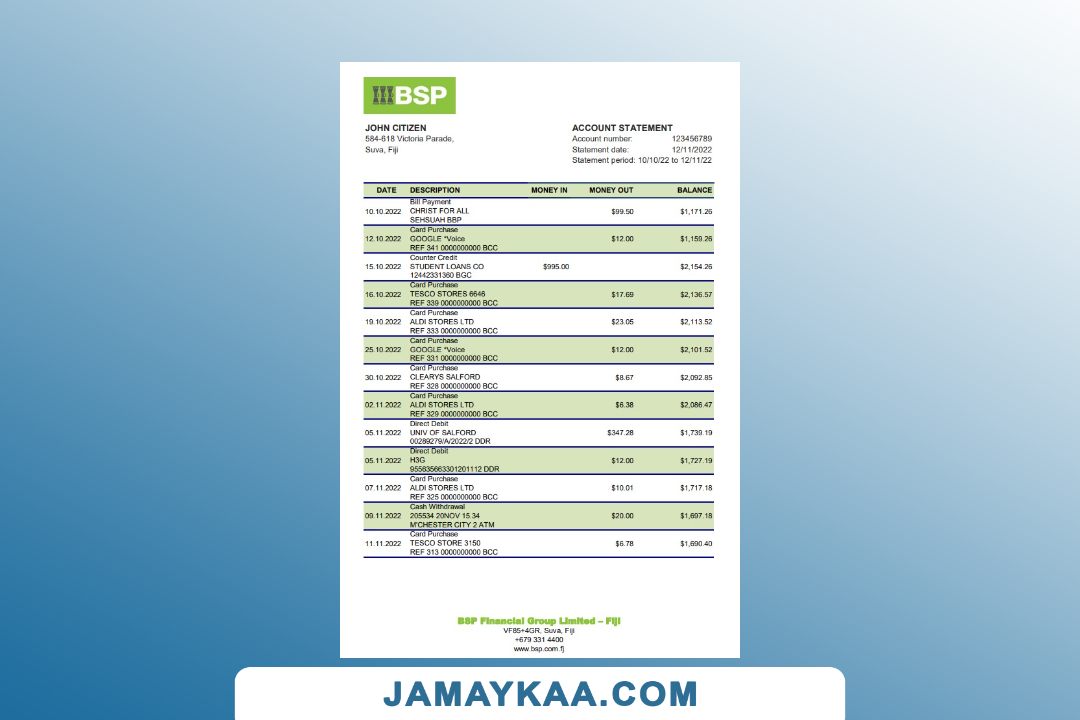 BSP
JOHN CITIZEN
584-618 Victoria Parade,
Suva, Fiji
ACCOUNT STATEMENT
Account number: 123456789
Statement date: 12/11/2022
Statement period: 10/10/22 to 12/11/22
DATE DESCRIPTION MONEY IN MONEY OUT BALANCE
Bill Payment
10.10.2022 CHRIST FOR ALL $99.50 $1,171.26
SEHSUAH BBP
Card Purchase
12.10.2022 GOOGLE *Voice $12.00 $1,159.26
REF 341 0000000000 BCC
Counter Credit
15.10.2022 STUDENT LOANS CO $995.00 $2,154.26
12442331360 BGC
Card Purchase
16.10.2022 TESCO STORES 6646 $17.69 $2,136.57
REF 339 0000000000 BCC
Card Purchase
19.10.2022 ALDI STORES LTD $23.05 $2,113.52
REF 333 0000000000 BCC
Card Purchase
25.10.2022 GOOGLE *Voice $12.00 $2,101.52
REF 331 0000000000 BCC
Card Purchase
30.10.2022 CLEARYS SALFORD $8.67 $2,092.85
REF 328 0000000000 BCC
Card Purchase
02.11.2022 ALDI STORES LTD $6.38 $2,086.47
REF 329 0000000000 BCC
Direct Debit
05.11.2022 UNIV OF SALFORD $347.28 $1,739.19
00289279/A/2022/2 DDR
Direct Debit
05.11.2022 H3G $12.00 $1,727.19
955635663301201112 DDR
Card Purchase
07.11.2022 ALDI STORES LTD $10.01 $1,717.18
REF 325 0000000000 BCC
Cash Withdrawal
09.11.2022 205534 20NOV 15.34 $20.00 $1,697.18
M'CHESTER CITY 2 ATM
Card Purchase
11.11.2022 TESCO STORE 3150 $6.78 $1,690.40
REF 313 0000000000 BCC
BSP Financial Group Limited – Fiji
VF85+4GR, Suva, Fiji
+679 331 4400
www.bsp.com.fj
JAMAYKAA.COM